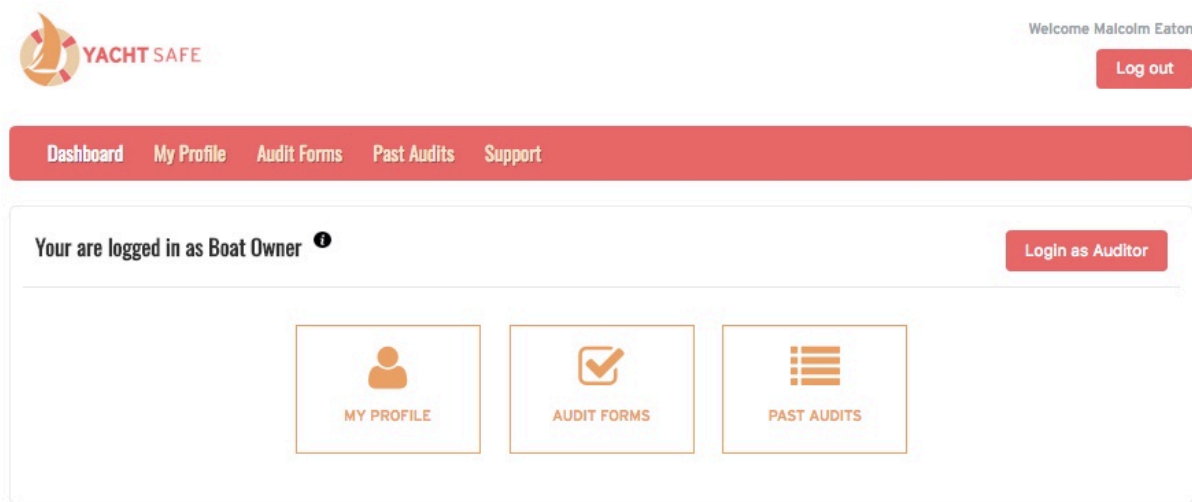 Welcome Malcolm Eaton
YACHT SAFE
Log out
Dashboard My Profile Audit Forms Past Audits Support
Your are logged in as Boat Owner i
Login as Auditor
MY PROFILE AUDIT FORMS PAST AUDITS